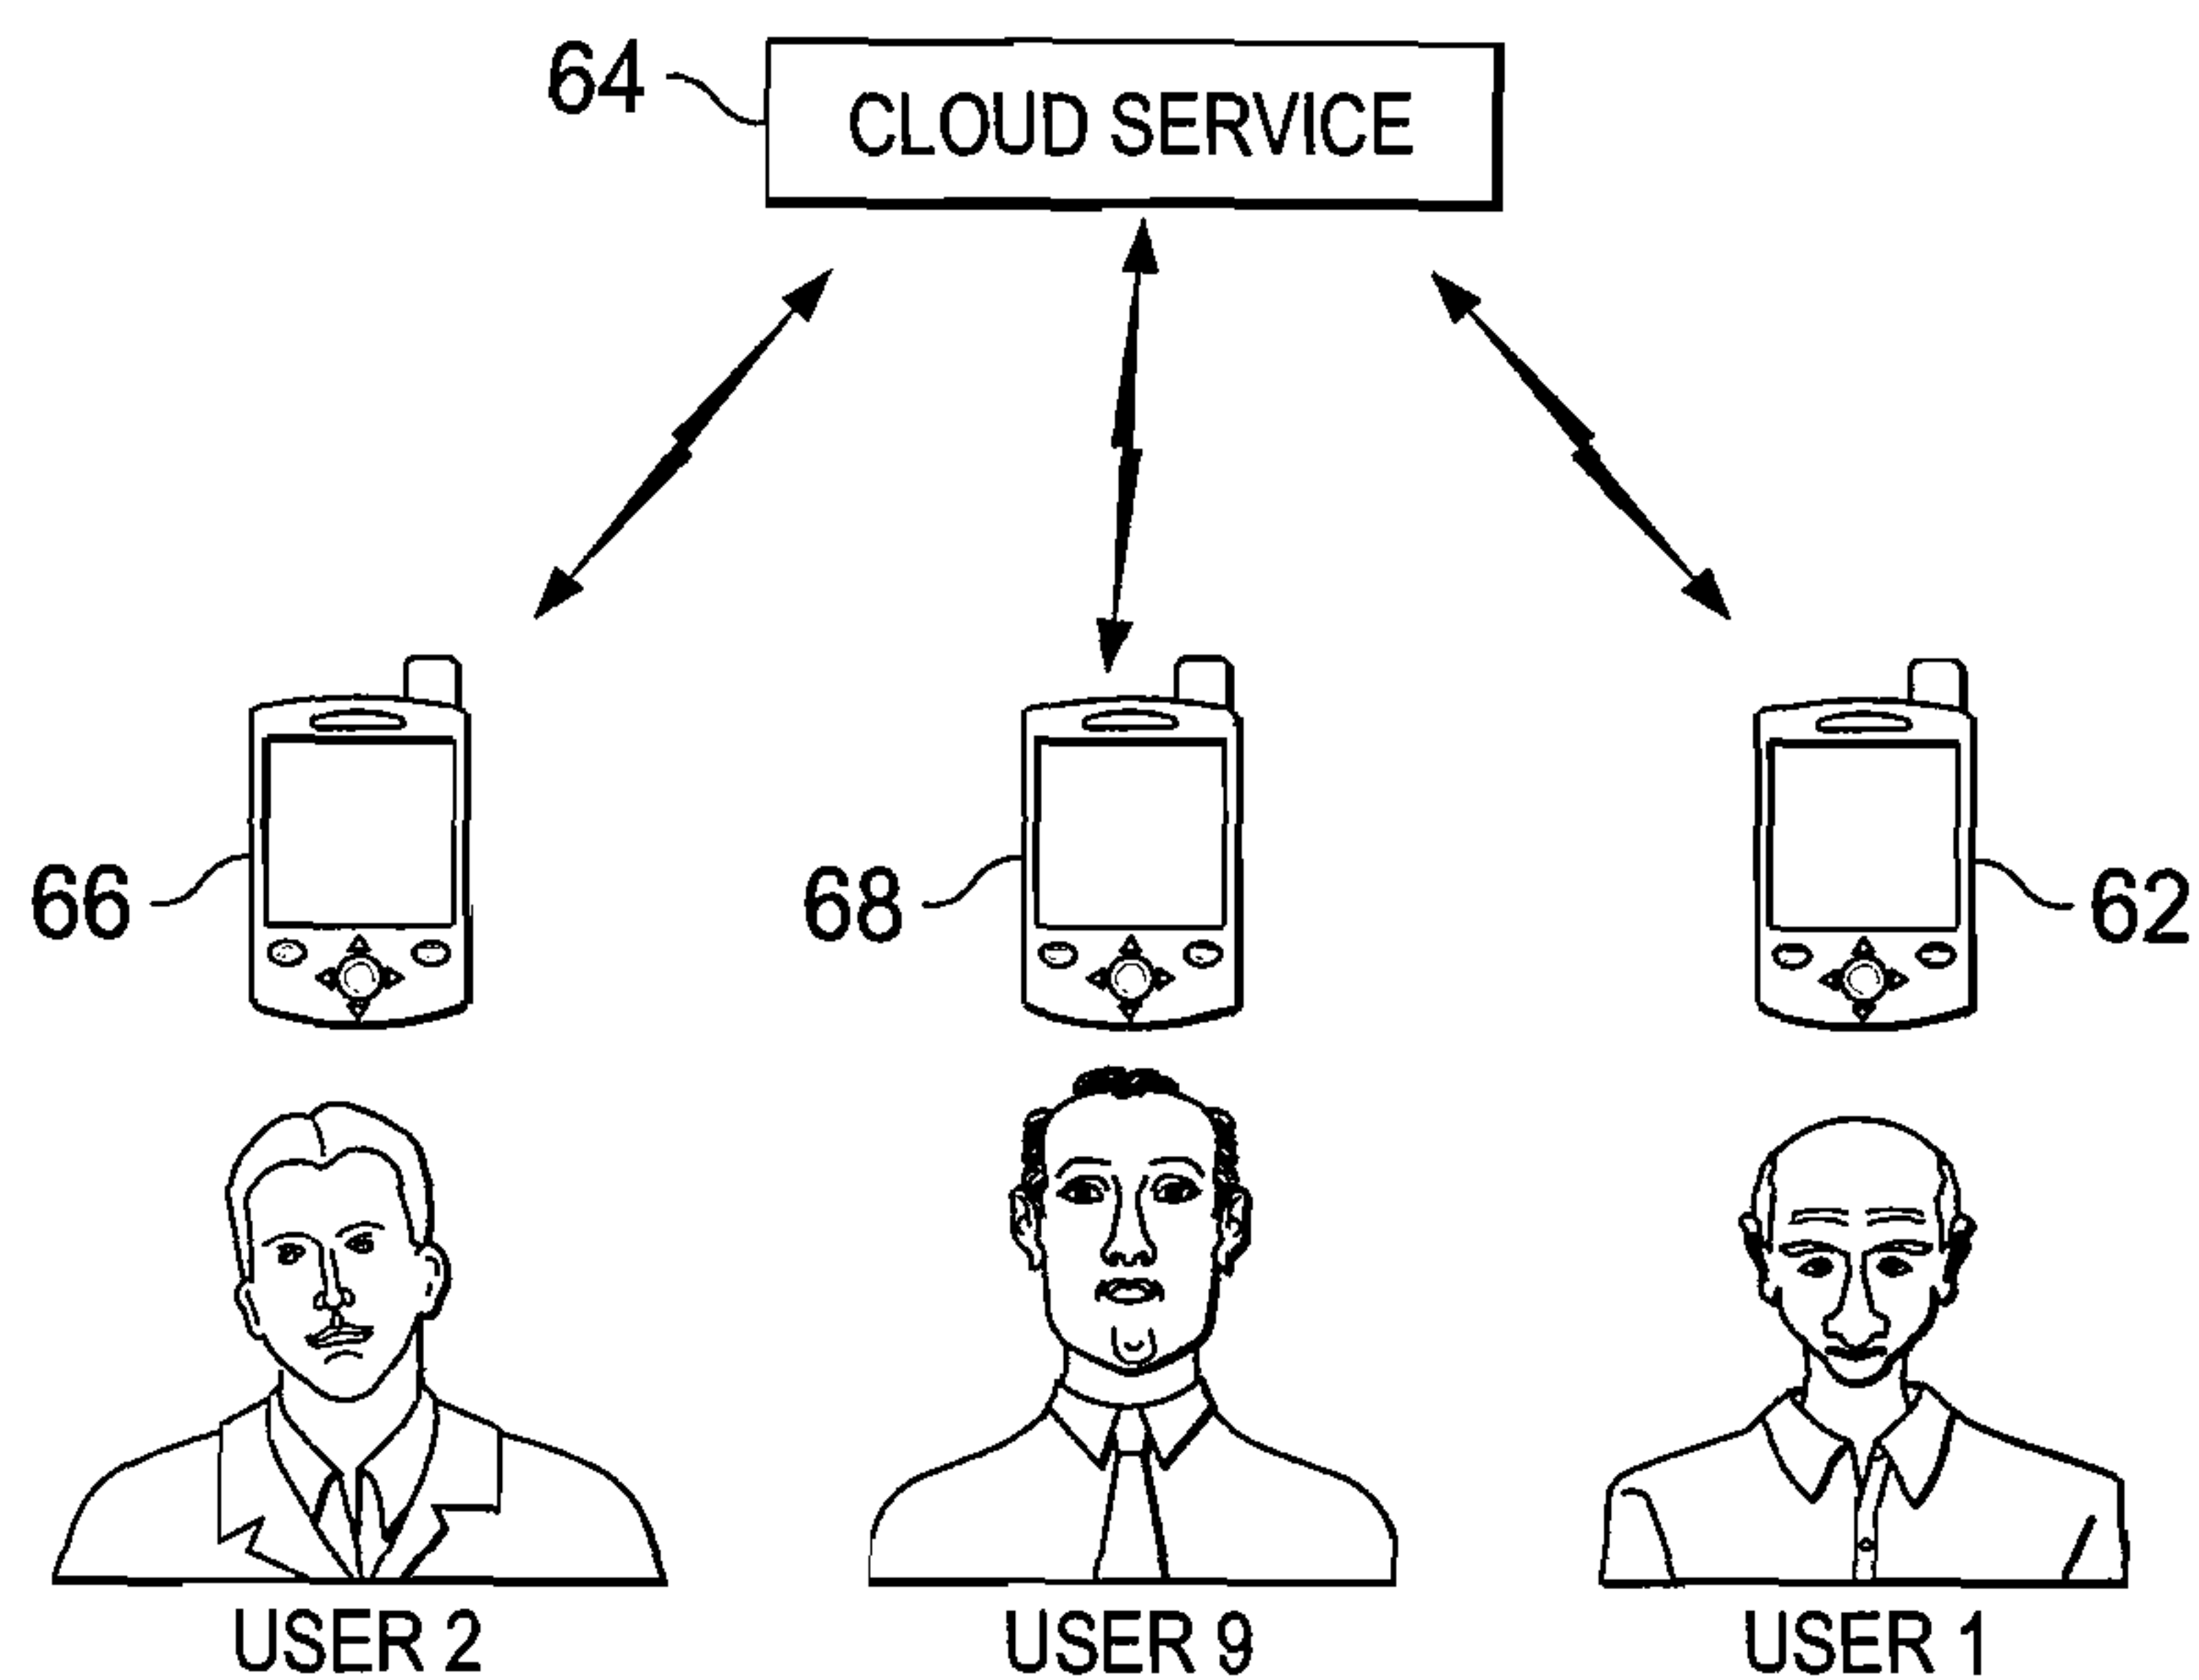 64
CLOUD SERVICE
66
68
62
USER 2
USER 9
USER 1